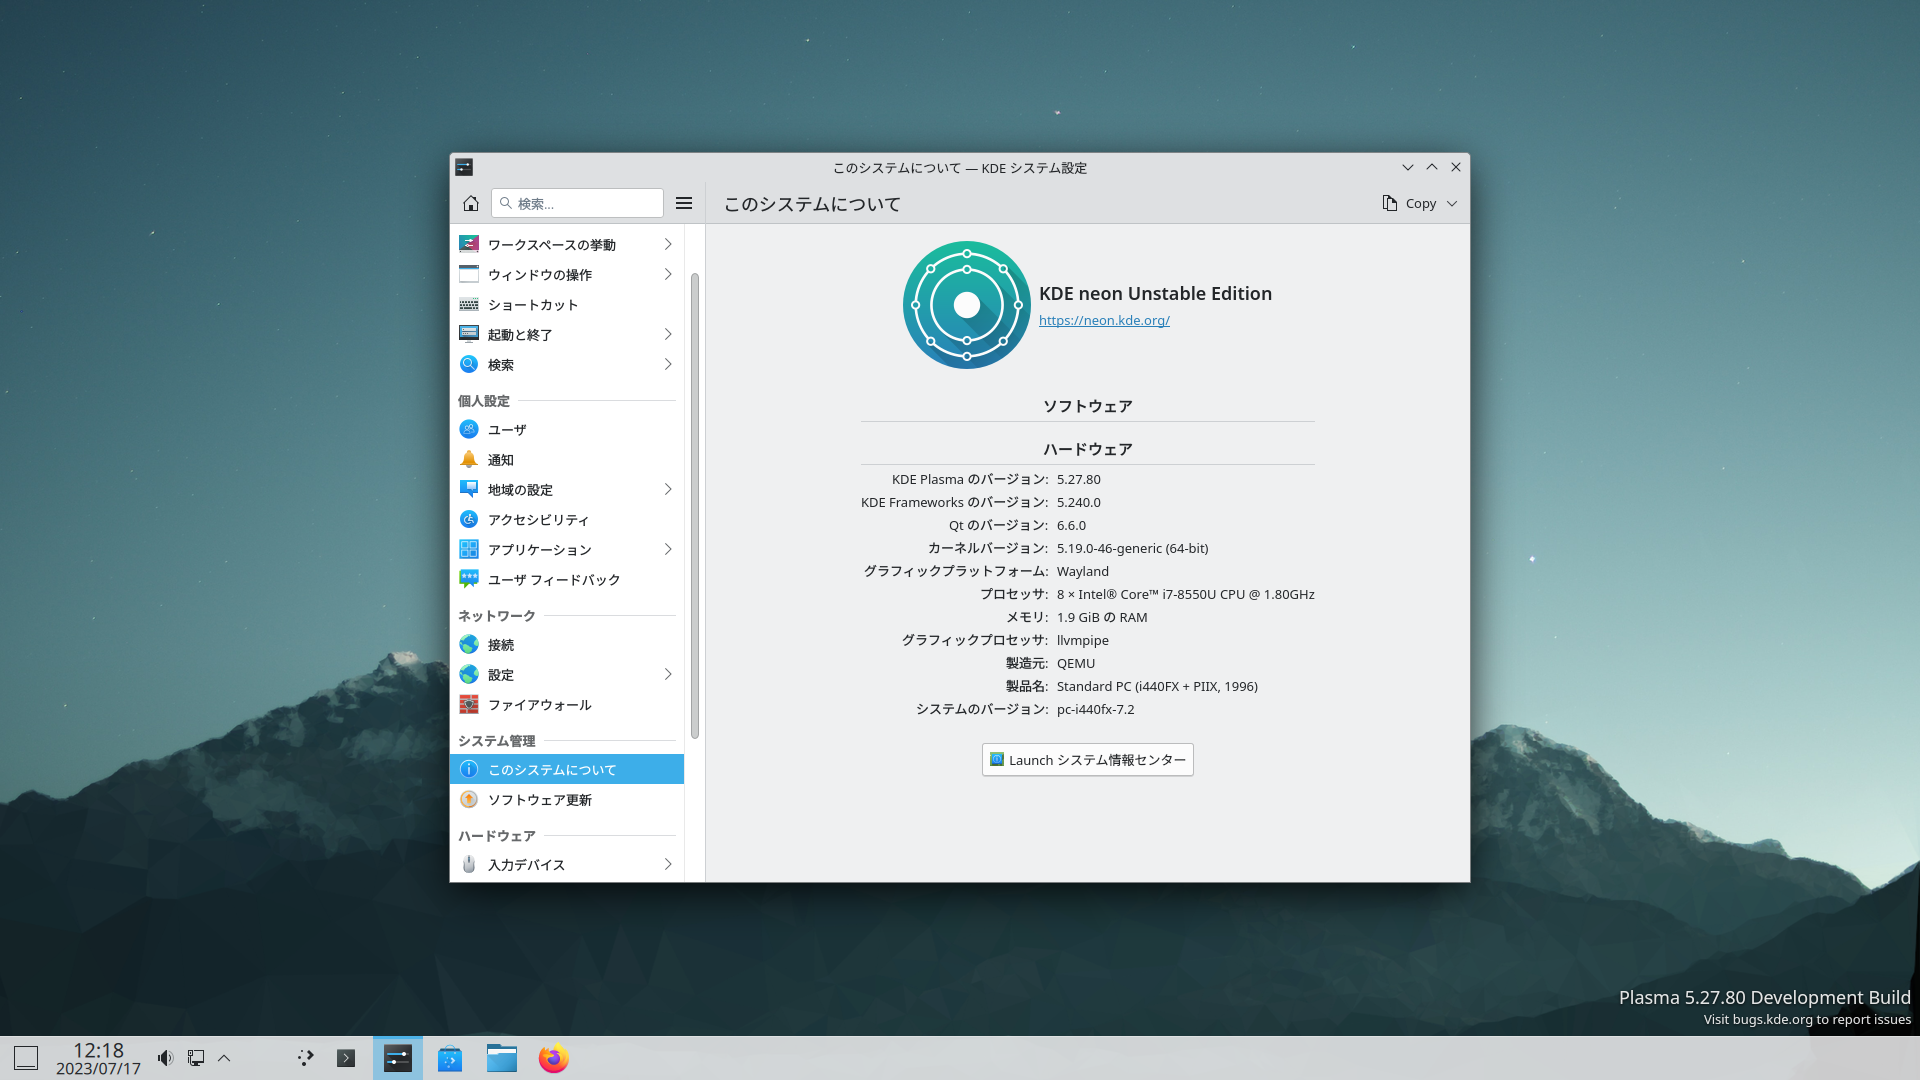 このシステムについて — KDE システム設定
検索...
このシステムについて
Copy
ワークスペースの挙動
ウィンドウの操作
ショートカット
起動と終了
検索
個人設定
ユーザ
通知
地域の設定
アクセシビリティ
アプリケーション
ユーザ フィードバック
ネットワーク
接続
設定
ファイアウォール
システム管理
このシステムについて
ソフトウェア更新
ハードウェア
入力デバイス
KDE neon Unstable Edition
https://neon.kde.org/
ソフトウェア
ハードウェア
KDE Plasma のバージョン: 5.27.80
KDE Frameworks のバージョン: 5.240.0
Qt のバージョン: 6.6.0
カーネルバージョン: 5.19.0-46-generic (64-bit)
グラフィックプラットフォーム: Wayland
プロセッサ: 8 × Intel® Core™ i7-8550U CPU @ 1.80GHz
メモリ: 1.9 GiB の RAM
グラフィックプロセッサ: llvmpipe
製造元: QEMU
製品名: Standard PC (i440FX + PIIX, 1996)
システムのバージョン: pc-i440fx-7.2
Launch システム情報センター
Plasma 5.27.80 Development Build
Visit bugs.kde.org to report issues
12:18
2023/07/17